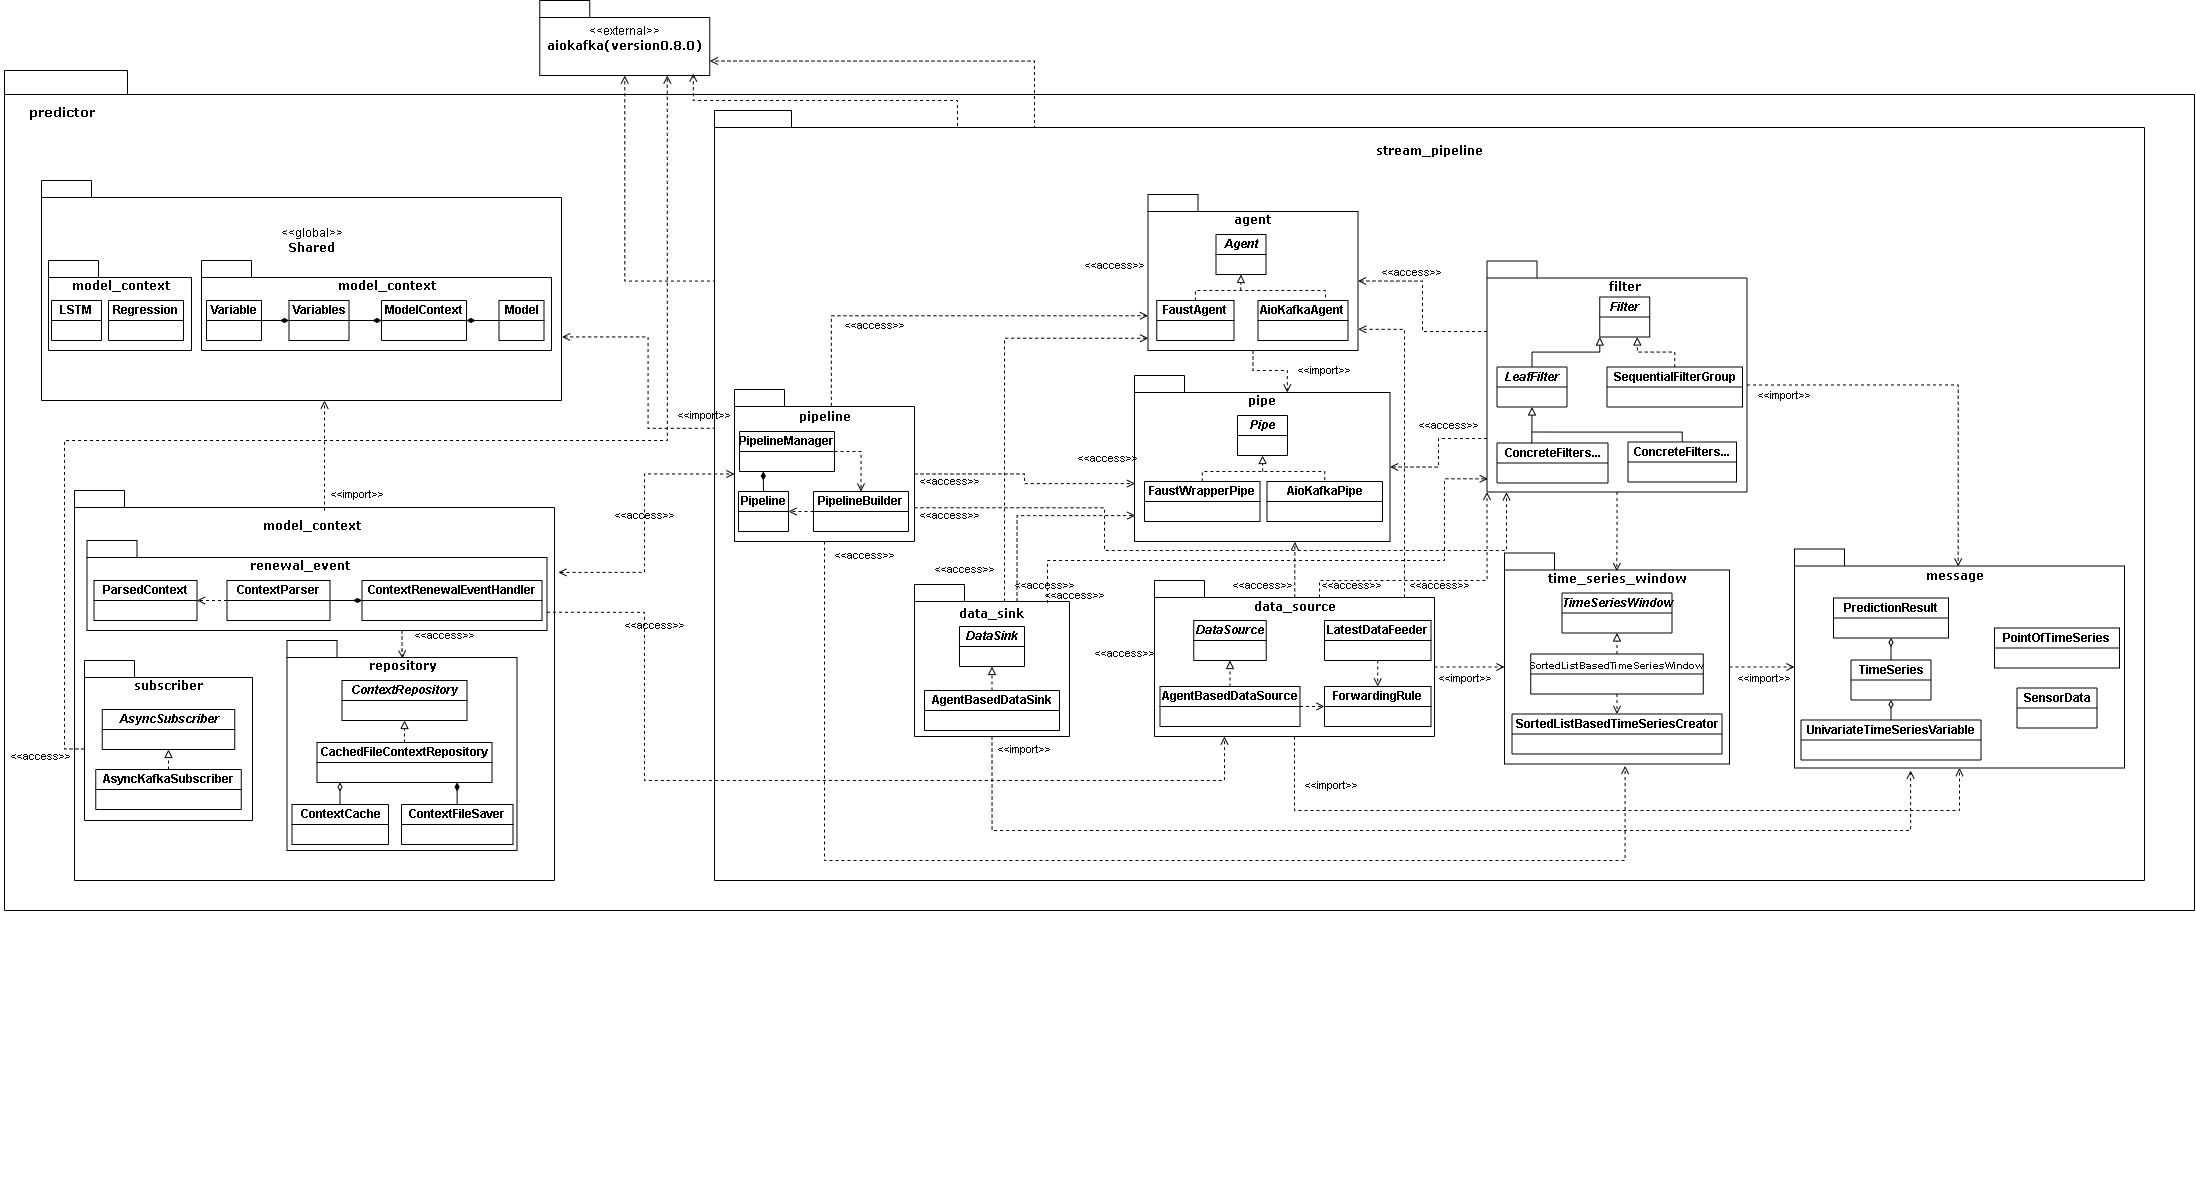 <<external>>
aiokafka(version0.8.0)
predictor
stream_pipeline
<<global>>
Shared
model_context
LSTM
Regression
model_context
Variable
Variables
ModelContext
Model
<<import>>
<<import>>
model_context
renewal_event
ParsedContext
ContextParser
ContextRenewalEventHandler
<<access>>
subscriber
AsyncSubscriber
AsyncKafkaSubscriber
<<access>>
repository
ContextRepository
CachedFileContextRepository
ContextCache
ContextFileSaver
<<access>>
<<access>>
agent
Agent
FaustAgent
AioKafkaAgent
<<access>>
<<access>>
<<access>>
<<import>>
pipeline
PipelineManager
Pipeline
PipelineBuilder
<<access>>
<<access>>
<<access>>
pipe
Pipe
FaustWrapperPipe
AioKafkaPipe
<<access>>
<<access>>
filter
Filter
LeafFilter
SequentialFilterGroup
ConcreteFilters...
ConcreteFilters...
<<import>>
<<access>>
<<access>>
<<access>>
data_sink
DataSink
AgentBasedDataSink
<<import>>
<<access>>
<<access>>
<<access>>
<<access>>
data_source
DataSource
LatestDataFeeder
AgentBasedDataSource
ForwardingRule
<<import>>
<<import>>
time_series_window
TimeSeriesWindow
SortedListBasedTimeSeriesWindow
SortedListBasedTimeSeriesCreator
<<import>>
message
PredictionResult
TimeSeries
UnivariateTimeSeriesVariable
PointOfTimeSeries
SensorData